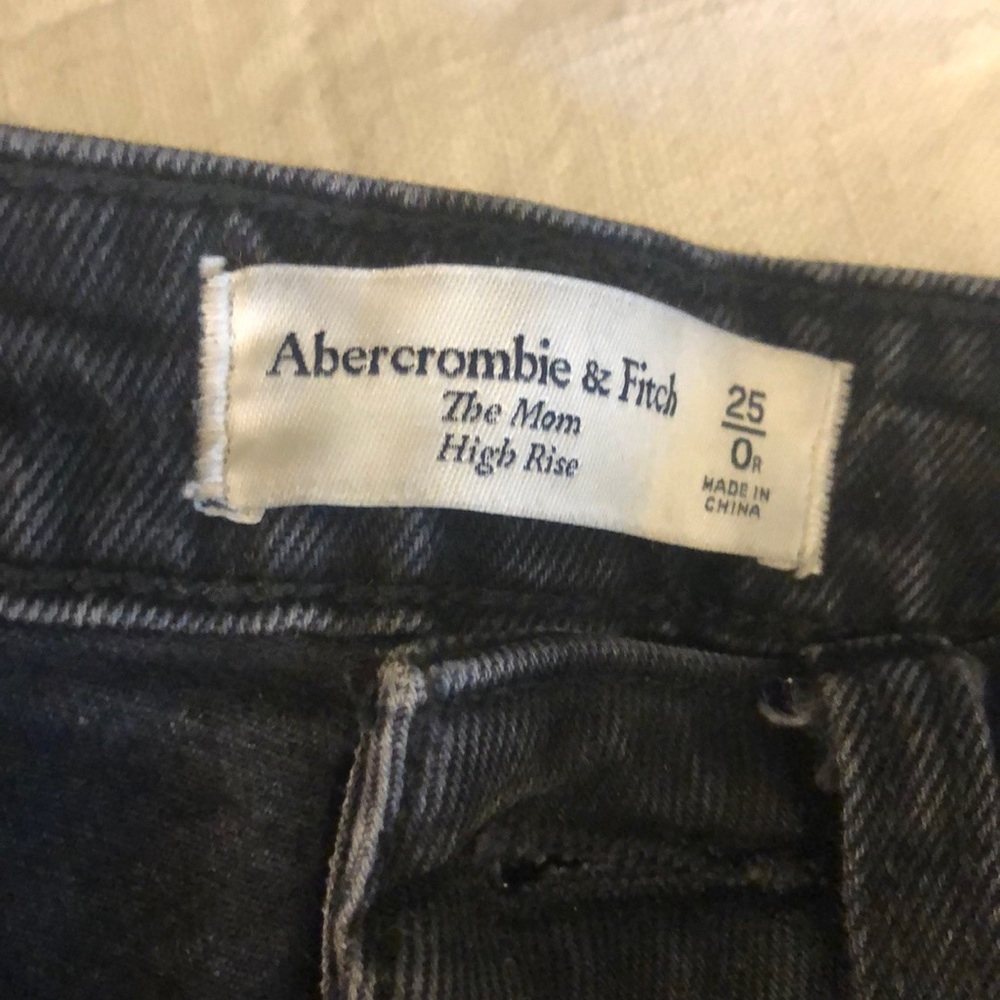 Abercrombie & Fitch
The Mom
High Rise
25
0R
MADE IN
CHINA